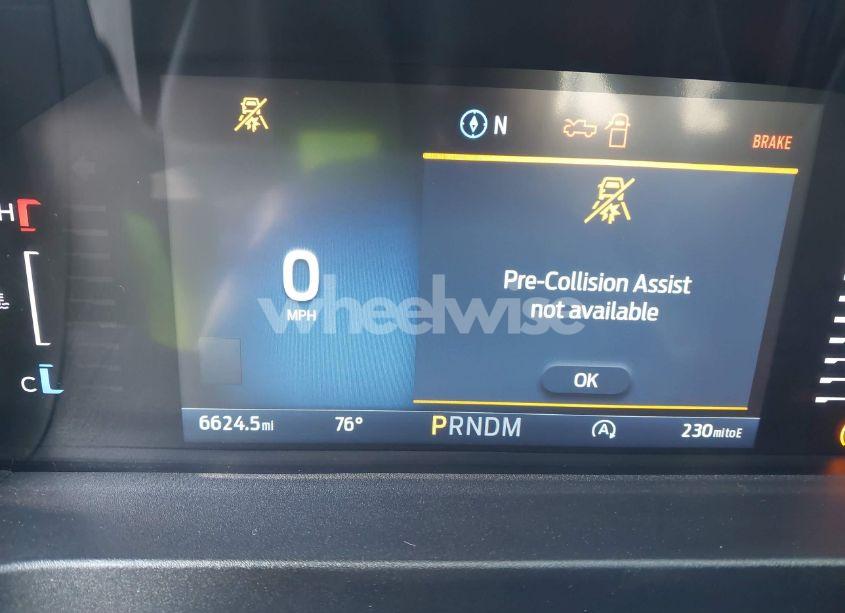 N
BRAKE
H
0
MPH
Pre-Collision Assist
not available
wheelwise
OK
C
6624.5mi
76°
PRNDM
A
230mitoE